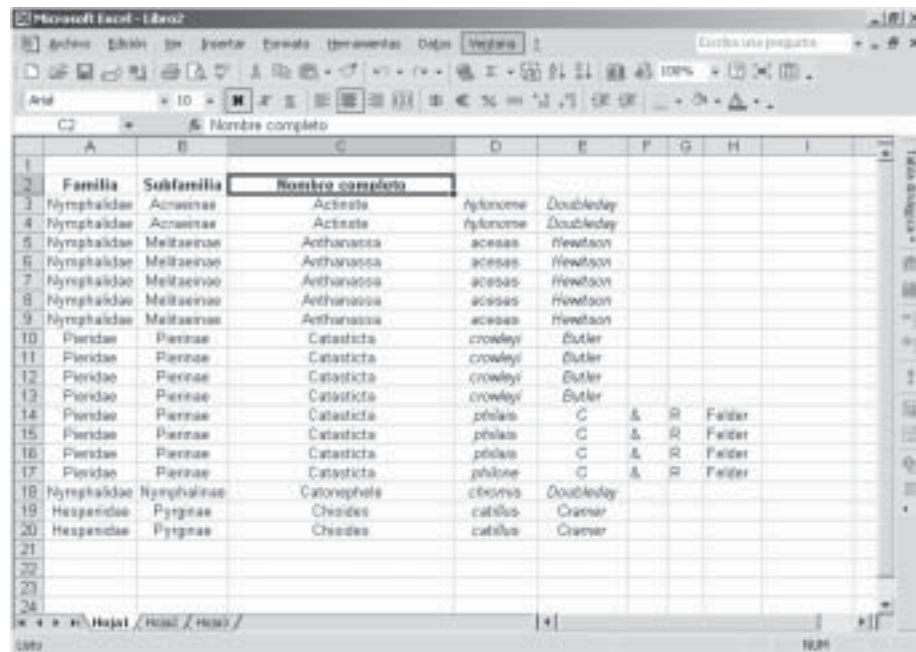 Microsoft Excel - Libro2
Archivo Edición Ver Insertar Formato Herramientas Datos Ventana ?
Escriba una pregunta
100%
Arial 10 N
C2 fx Nombre completo
A B C D E F G H I
1
2 Familia Subfamilia Nombre completo
3 Nymphalidae Acraeinae Actinote hylonome Doubleday
4 Nymphalidae Acraeinae Actinote hylonome Doubleday
5 Nymphalidae Melitaeinae Anthanassa acesas Hewitson
6 Nymphalidae Melitaeinae Anthanassa acesas Hewitson
7 Nymphalidae Melitaeinae Anthanassa acesas Hewitson
8 Nymphalidae Melitaeinae Anthanassa acesas Hewitson
9 Nymphalidae Melitaeinae Anthanassa acesas Hewitson
10 Pieridae Pierinae Catasticta crowleyi Butler
11 Pieridae Pierinae Catasticta crowleyi Butler
12 Pieridae Pierinae Catasticta crowleyi Butler
13 Pieridae Pierinae Catasticta crowleyi Butler
14 Pieridae Pierinae Catasticta philais C & R Felder
15 Pieridae Pierinae Catasticta philais C & R Felder
16 Pieridae Pierinae Catasticta philais C & R Felder
17 Pieridae Pierinae Catasticta philone C & R Felder
18 Nymphalidae Nymphalinae Catonephele chromis Doubleday
19 Hesperidae Pyrginae Chioides catillus Cramer
20 Hesperidae Pyrginae Chioides catillus Cramer
21
22
23
24
Hoja1 Hoja2 Hoja3
Listo NUM